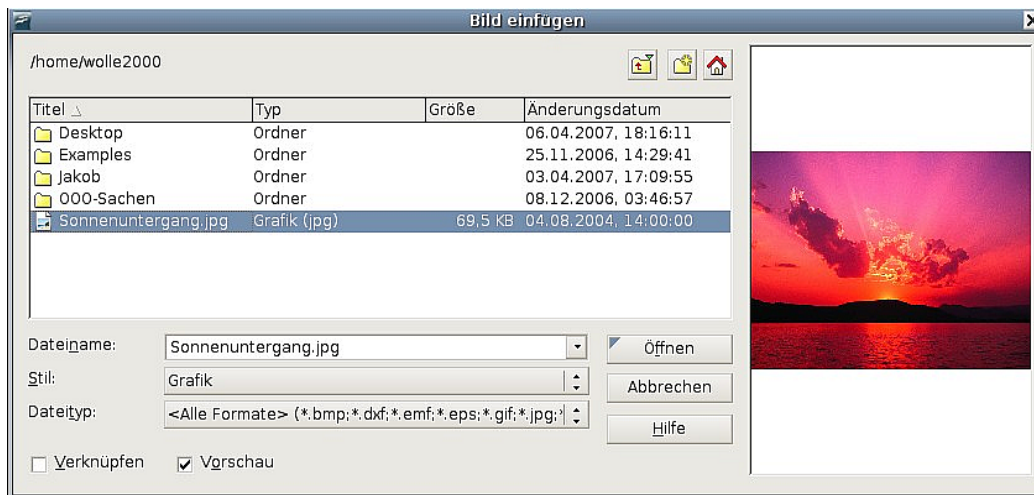 Bild einfügen
/home/wolle2000
Titel Typ Größe Änderungsdatum
Desktop Ordner 06.04.2007, 18:16:11
Examples Ordner 25.11.2006, 14:29:41
Jakob Ordner 03.04.2007, 17:09:55
OOO-Sachen Ordner 08.12.2006, 03:46:57
Sonnenuntergang.jpg Grafik (jpg) 69,5 KB 04.08.2004, 14:00:00
Dateiname: Sonnenuntergang.jpg Öffnen
Stil: Grafik Abbrechen
Dateityp: <Alle Formate> (*.bmp;*.dxf;*.emf;*.eps;*.gif;*.jpg;*
Hilfe
Verknüpfen Vorschau